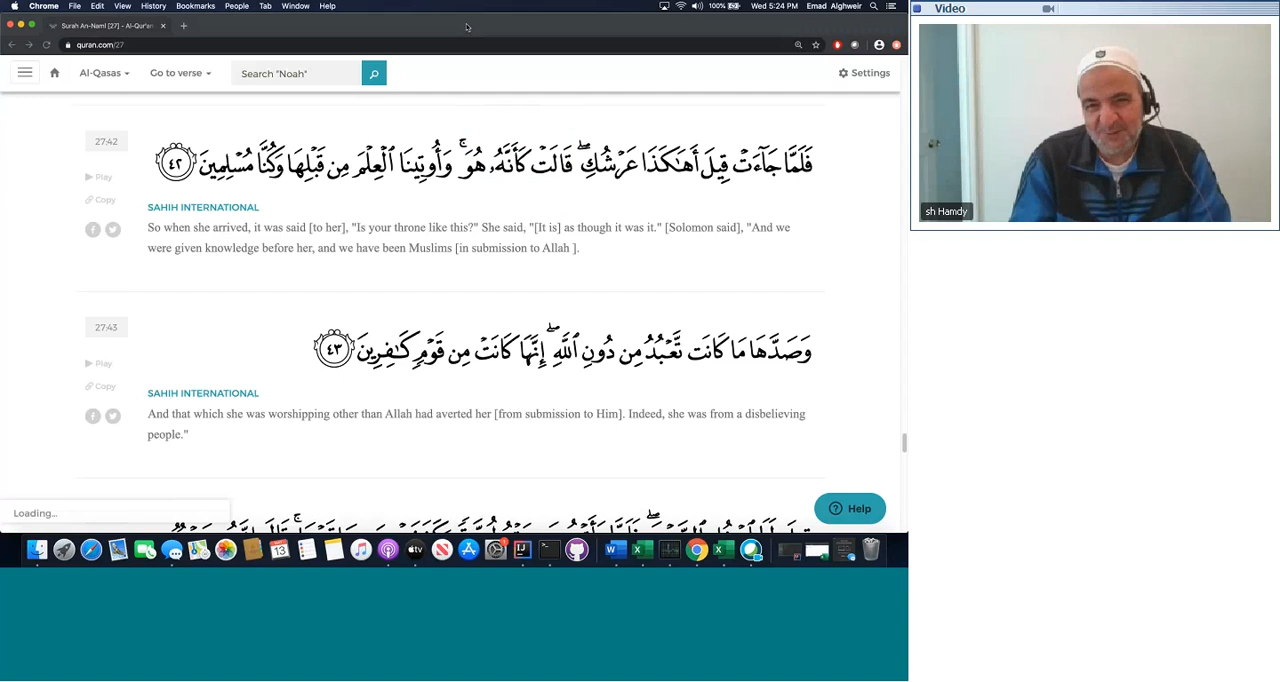 Chrome File Edit View History Bookmarks People Tab Window Help
100% Wed 5:24 PM Emad Alghweir
Surah An-Naml [27] - Al-Qur'an
quran.com/27
Al-Qasas Go to verse Search "Noah" Settings
27:42
فَلَمَّا جَآءَتۡ قِيلَ أَهَٰكَذَا عَرۡشُكِۖ قَالَتۡ كَأَنَّهُۥ هُوَۚ وَأُوتِينَا ٱلۡعِلۡمَ مِن قَبۡلِهَا وَكُنَّا مُسۡلِمِينَ ٤٢
Play
Copy
SAHIH INTERNATIONAL
So when she arrived, it was said [to her], "Is your throne like this?" She said, "[It is] as though it was it." [Solomon said], "And we
were given knowledge before her, and we have been Muslims [in submission to Allah ].
27:43
وَصَدَّهَا مَا كَانَت تَّعۡبُدُ مِن دُونِ ٱللَّهِۖ إِنَّهَا كَانَتۡ مِن قَوۡمٖ كَٰفِرِينَ ٤٣
Play
Copy
SAHIH INTERNATIONAL
And that which she was worshipping other than Allah had averted her [from submission to Him]. Indeed, she was from a disbelieving
people."
Loading...
Help
Video
sh Hamdy